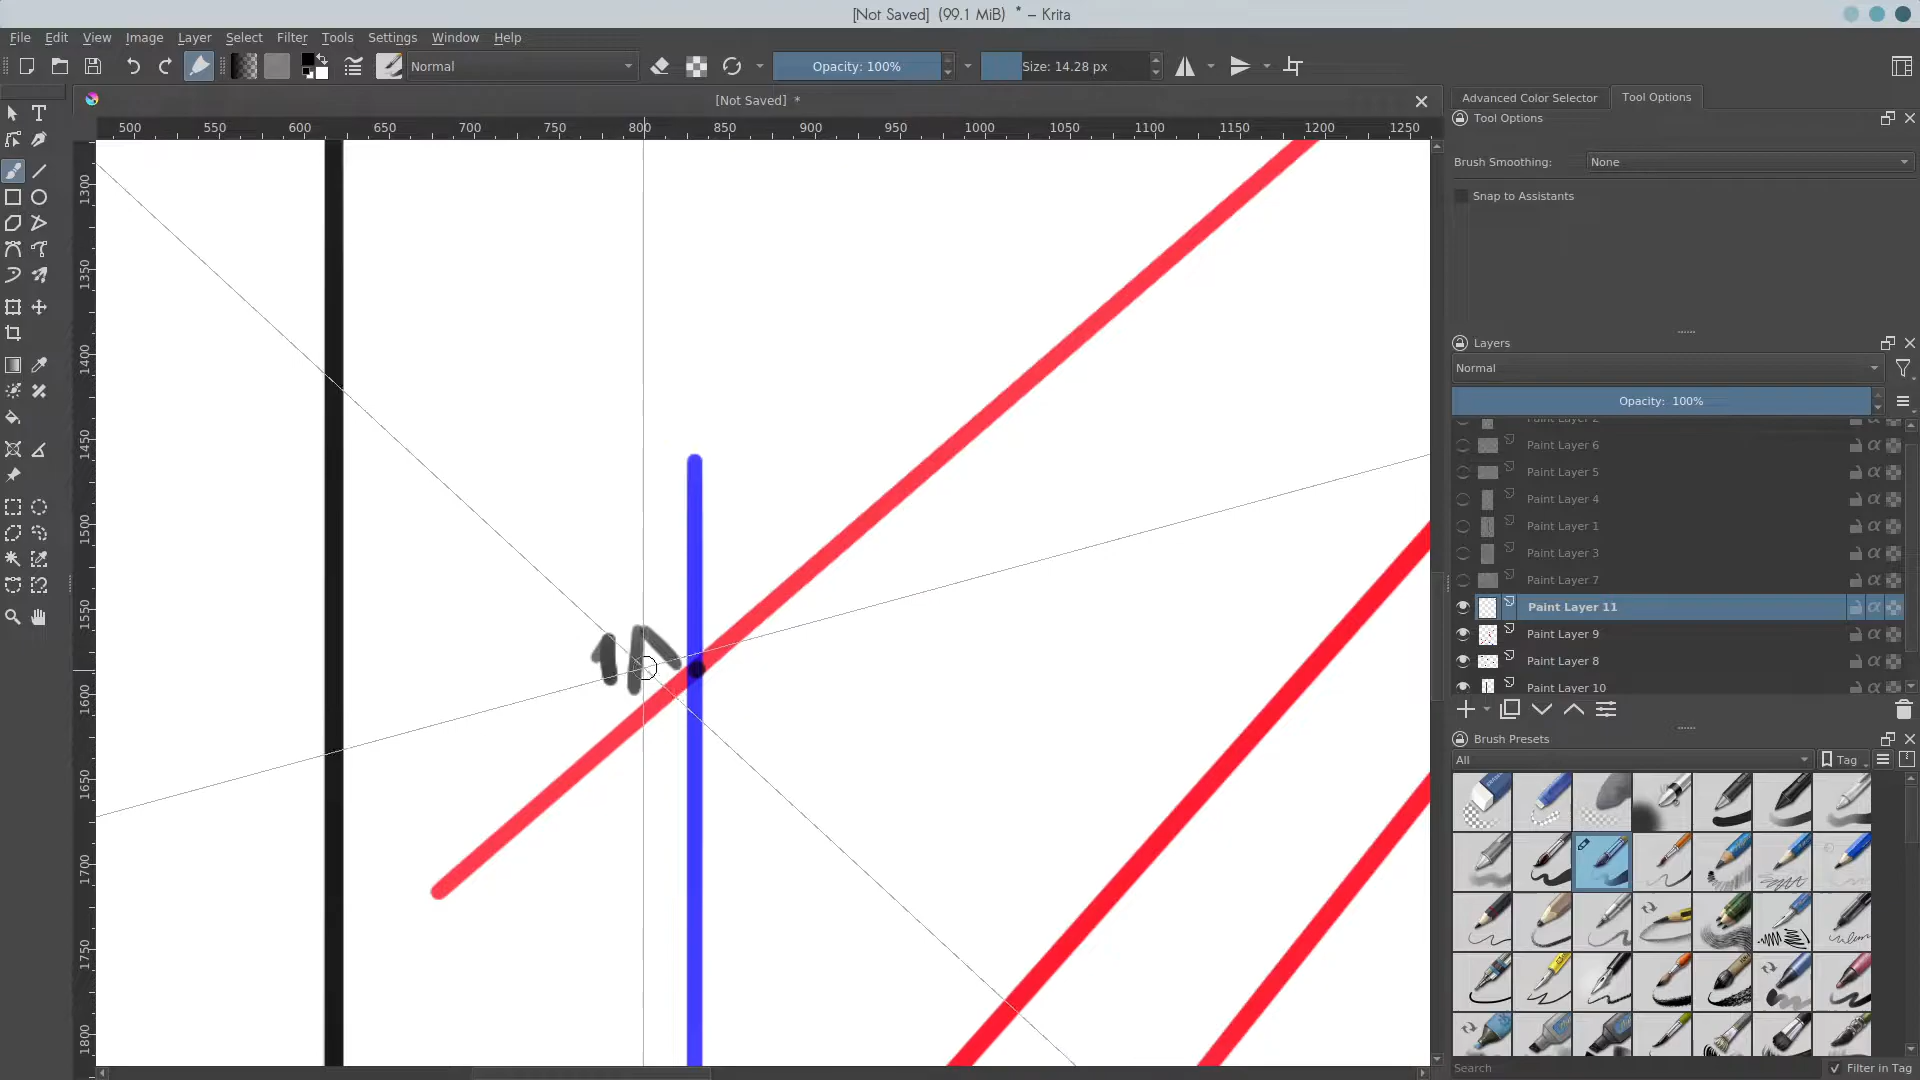 [Not Saved]  (99.1 MiB)  * – Krita
File Edit View Image Layer Select Filter Tools Settings Window Help
Normal Opacity: 100% Size: 14.28 px
[Not Saved]  *
500 550 600 650 700 750 800 850 900 950 1000 1050 1100 1150 1200 1250
1300
1350
1400
1450
1500
1550
1600
1650
1700
1750
1800
Advanced Color Selector Tool Options
Tool Options
Brush Smoothing: None
Snap to Assistants
Layers
Normal
Opacity:  100%
Paint Layer 2
Paint Layer 6
Paint Layer 5
Paint Layer 4
Paint Layer 1
Paint Layer 3
Paint Layer 7
Paint Layer 11
Paint Layer 9
Paint Layer 8
Paint Layer 10
Brush Presets
All Tag
Search Filter in Tag